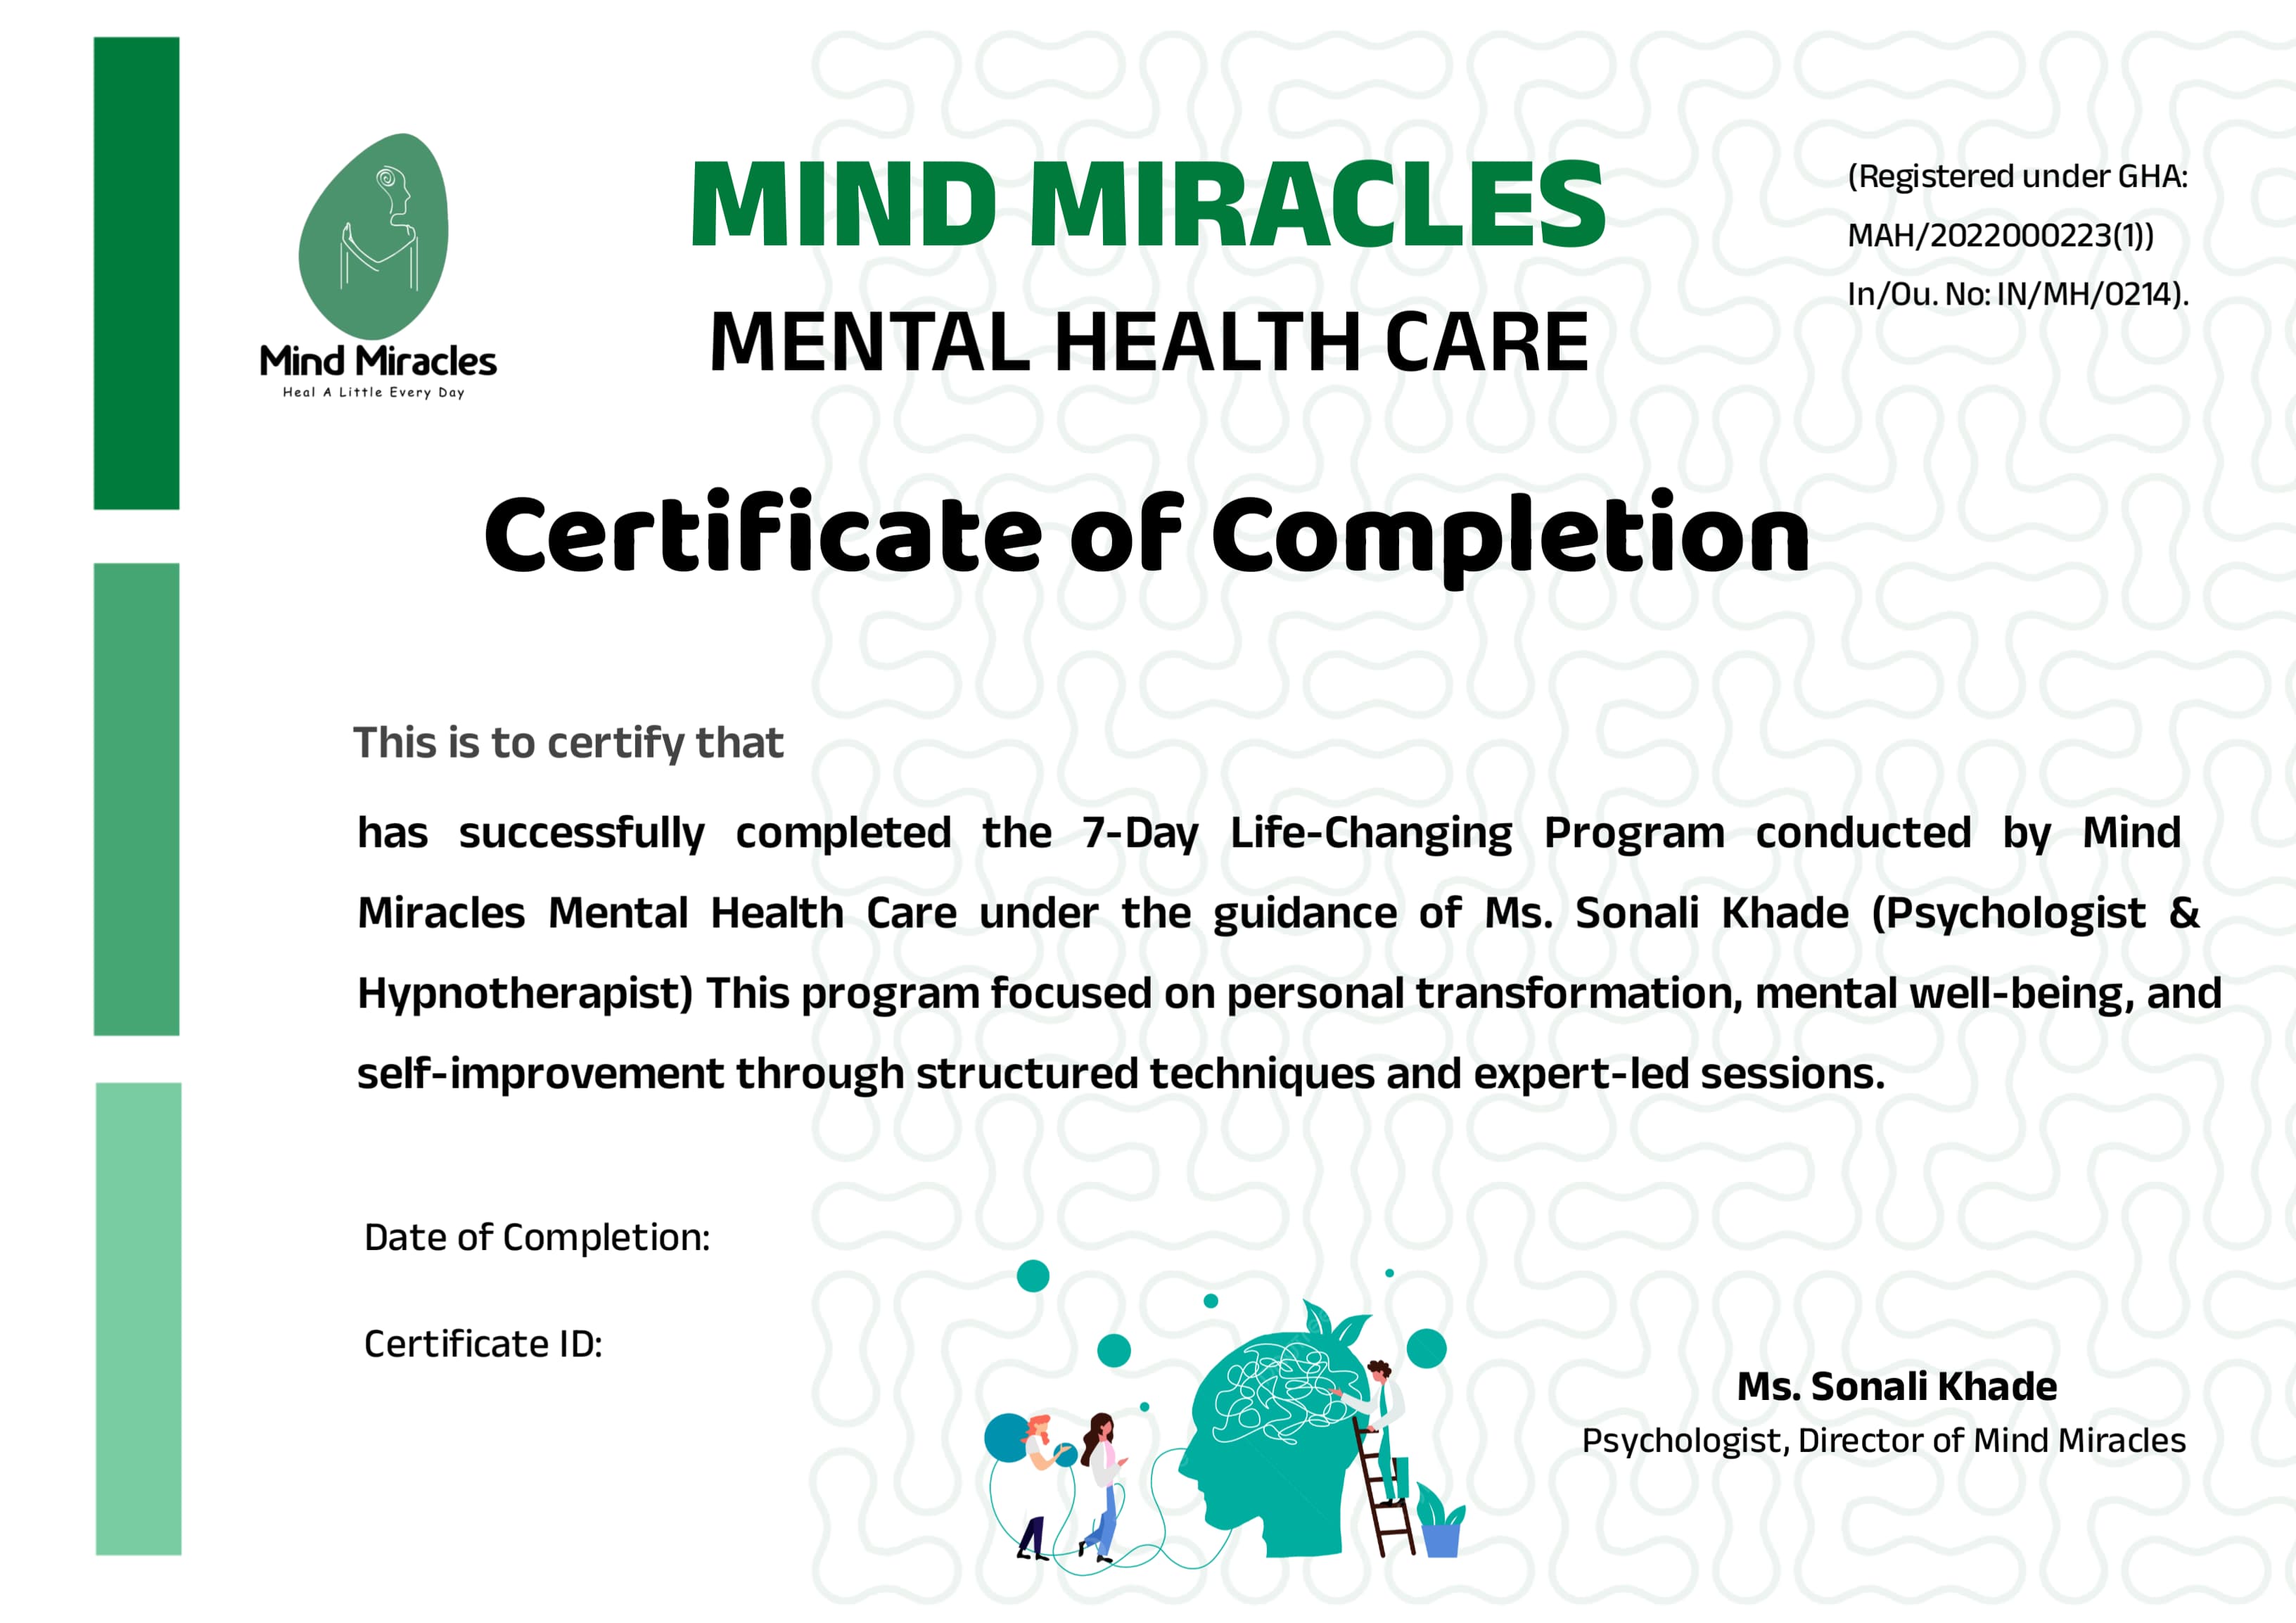 MIND MIRACLES
MENTAL HEALTH CARE
(Registered under GHA:
MAH/2022000223(1))
In/Ou. No: IN/MH/0214).
Mind Miracles
Heal A Little Every Day
Certificate of Completion
This is to certify that
has successfully completed the 7-Day Life-Changing Program conducted by Mind
Miracles Mental Health Care under the guidance of Ms. Sonali Khade (Psychologist &
Hypnotherapist) This program focused on personal transformation, mental well-being, and
self-improvement through structured techniques and expert-led sessions.
Date of Completion:
Certificate ID:
Ms. Sonali Khade
Psychologist, Director of Mind Miracles